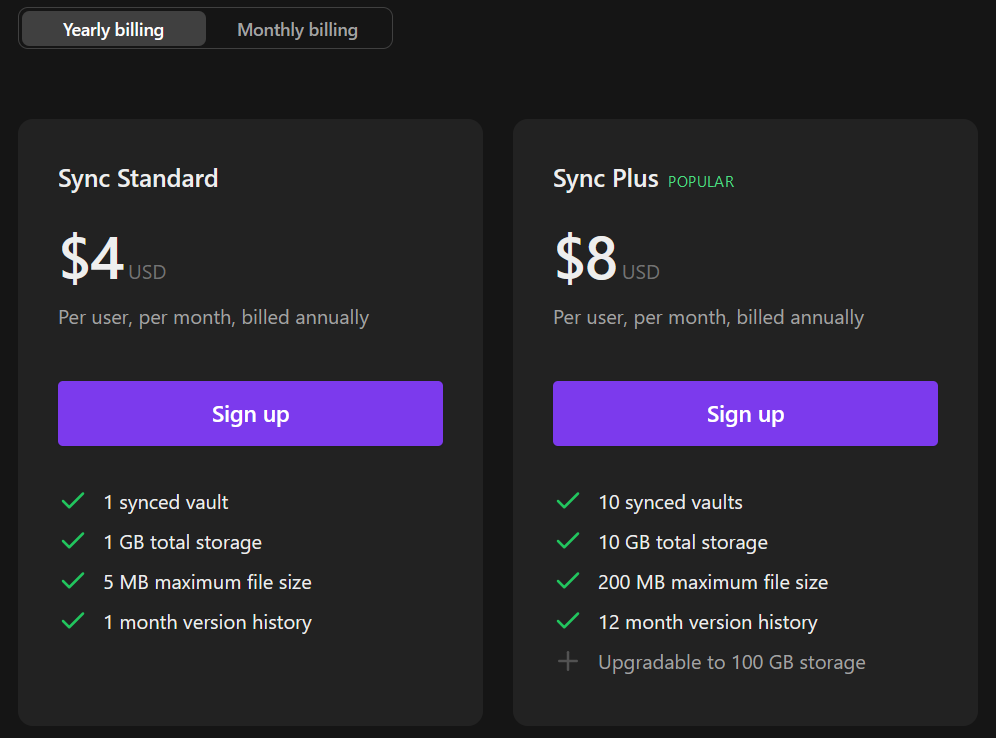 Yearly billing Monthly billing
Sync Standard
$4 USD
Per user, per month, billed annually
Sign up
1 synced vault
1 GB total storage
5 MB maximum file size
1 month version history
Sync Plus POPULAR
$8 USD
Per user, per month, billed annually
Sign up
10 synced vaults
10 GB total storage
200 MB maximum file size
12 month version history
Upgradable to 100 GB storage